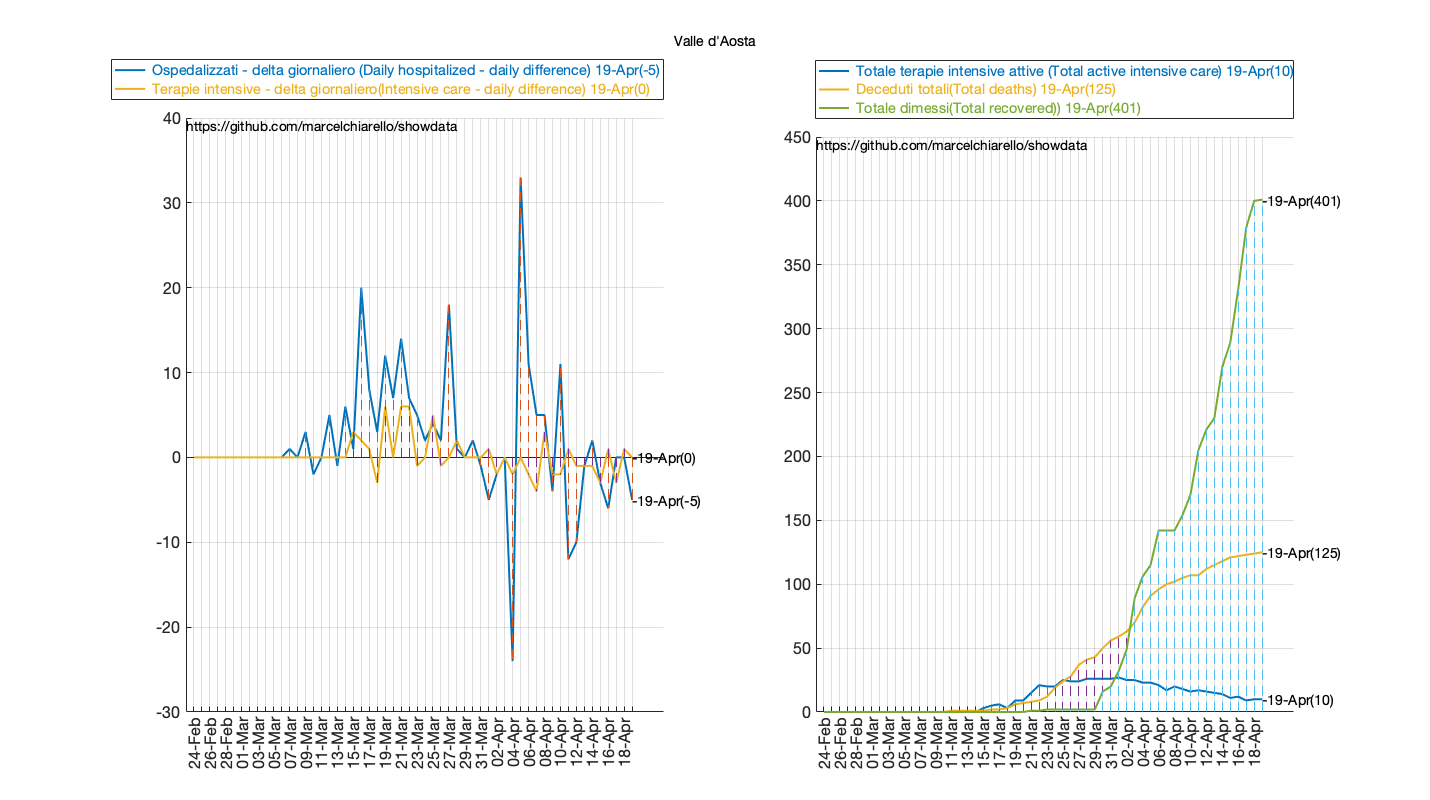 Valle d'Aosta
Ospedalizzati - delta giornaliero (Daily hospitalized - daily difference) 19-Apr(-5)
Terapie intensive - delta giornaliero(Intensive care - daily difference) 19-Apr(0)
https://github.com/marcelchiarello/showdata
40
30
20
10
0
-10
-20
-30
-19-Apr(0)
-19-Apr(-5)
24-Feb
26-Feb
28-Feb
01-Mar
03-Mar
05-Mar
07-Mar
09-Mar
11-Mar
13-Mar
15-Mar
17-Mar
19-Mar
21-Mar
23-Mar
25-Mar
27-Mar
29-Mar
31-Mar
02-Apr
04-Apr
06-Apr
08-Apr
10-Apr
12-Apr
14-Apr
16-Apr
18-Apr
Totale terapie intensive attive (Total active intensive care) 19-Apr(10)
Deceduti totali(Total deaths) 19-Apr(125)
Totale dimessi(Total recovered)) 19-Apr(401)
https://github.com/marcelchiarello/showdata
450
400
350
300
250
200
150
100
50
0
-19-Apr(401)
-19-Apr(125)
-19-Apr(10)
24-Feb
26-Feb
28-Feb
01-Mar
03-Mar
05-Mar
07-Mar
09-Mar
11-Mar
13-Mar
15-Mar
17-Mar
19-Mar
21-Mar
23-Mar
25-Mar
27-Mar
29-Mar
31-Mar
02-Apr
04-Apr
06-Apr
08-Apr
10-Apr
12-Apr
14-Apr
16-Apr
18-Apr